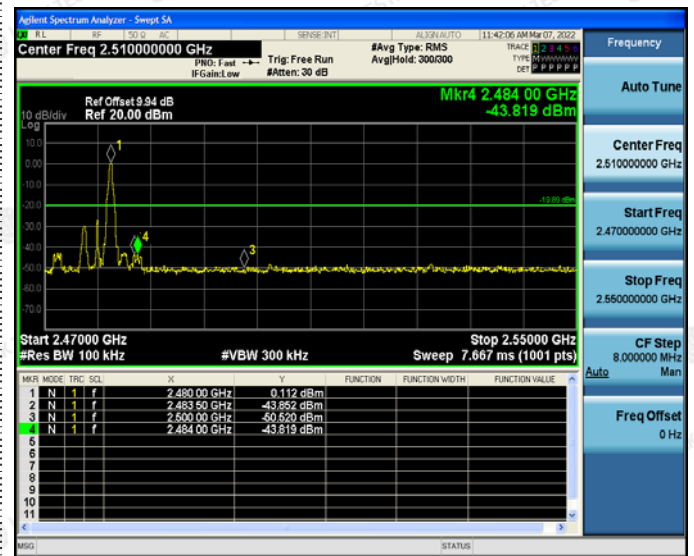 Agilent Spectrum Analyzer - Swept SA
RL RF 50 Ω AC SENSE:INT ALIGN AUTO 11:42:06 AM Mar 07, 2022
Center Freq 2.510000000 GHz
PNO: Fast Trig: Free Run
IFGain:Low #Atten: 30 dB
#Avg Type: RMS
Avg|Hold: 300/300
TRACE 1 2 3 4 5 6
TYPE M
DET P P P P P P
Frequency
Mkr4 2.484 00 GHz
-43.819 dBm
Ref Offset 9.94 dB
10 dB/div Ref 20.00 dBm
Log
10.0
0.00
-10.0
-20.0
-30.0
-40.0
-50.0
-60.0
-70.0
1
4
3
-19.89 dBm
Start 2.47000 GHz Stop 2.55000 GHz
#Res BW 100 kHz #VBW 300 kHz Sweep 7.667 ms (1001 pts)
MKR MODE TRC SCL X Y FUNCTION FUNCTION WIDTH FUNCTION VALUE
1 N 1 f 2.480 00 GHz 0.112 dBm
2 N 1 f 2.483 50 GHz -43.852 dBm
3 N 1 f 2.500 00 GHz -50.520 dBm
4 N 1 f 2.484 00 GHz -43.819 dBm
5
6
7
8
9
10
11
MSG STATUS
Auto Tune
Center Freq
2.510000000 GHz
Start Freq
2.470000000 GHz
Stop Freq
2.550000000 GHz
CF Step
8.000000 MHz
Auto Man
Freq Offset
0 Hz